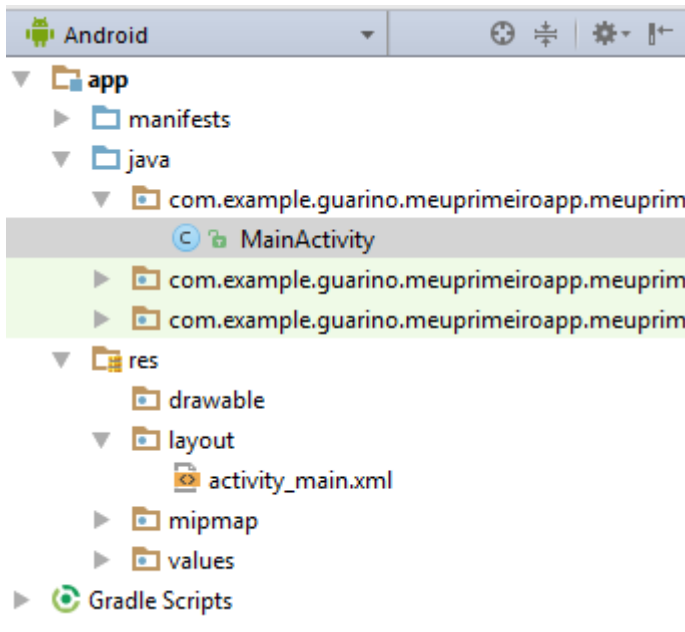 Android
app
manifests
java
com.example.guarino.meuprimeiroapp.meuprim
MainActivity
com.example.guarino.meuprimeiroapp.meuprim
com.example.guarino.meuprimeiroapp.meuprim
res
drawable
layout
activity_main.xml
mipmap
values
Gradle Scripts